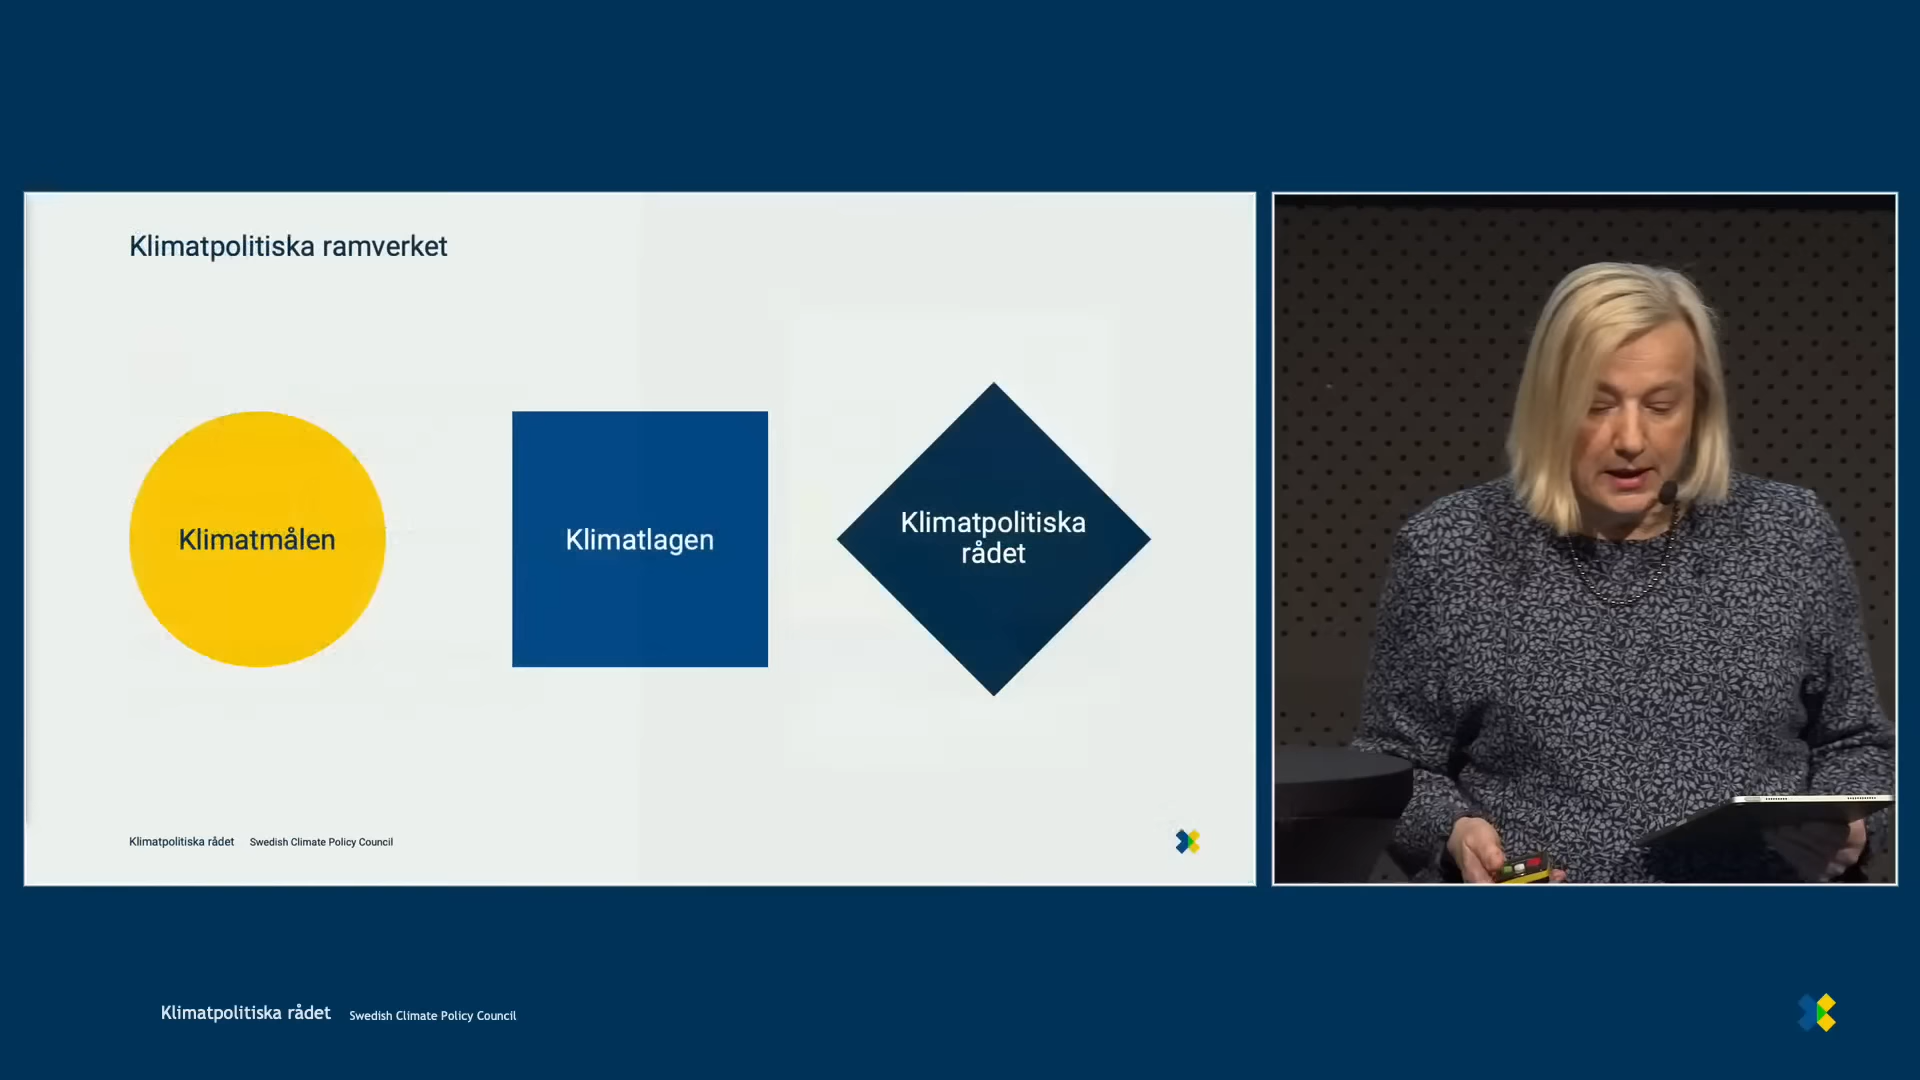 Klimatpolitiska ramverket
Klimatmålen
Klimatlagen
Klimatpolitiska
rådet
Klimatpolitiska rådet Swedish Climate Policy Council
Klimatpolitiska rådet Swedish Climate Policy Council